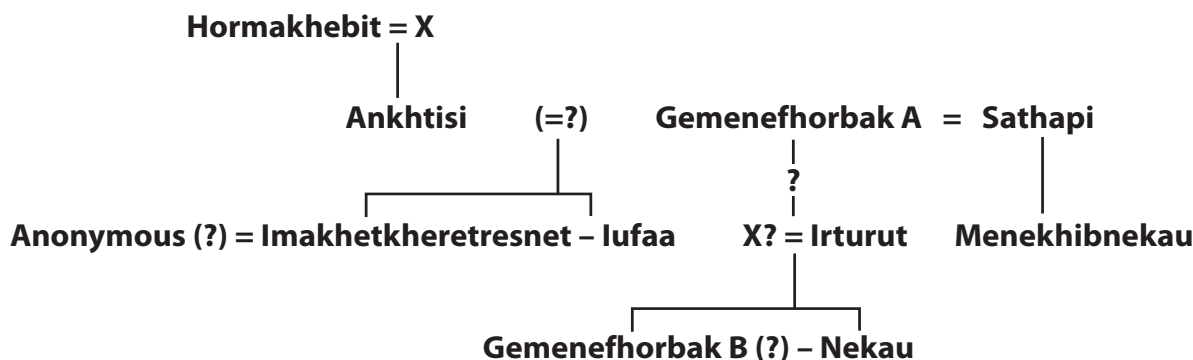 Hormakhebit = X
Ankhtisi (=?) Gemenefhorbak A = Sathapi
?
Anonymous (?) = Imakhetkheretresnet – Iufaa X? = Irturut Menekhibnekau
Gemenefhorbak B (?) – Nekau